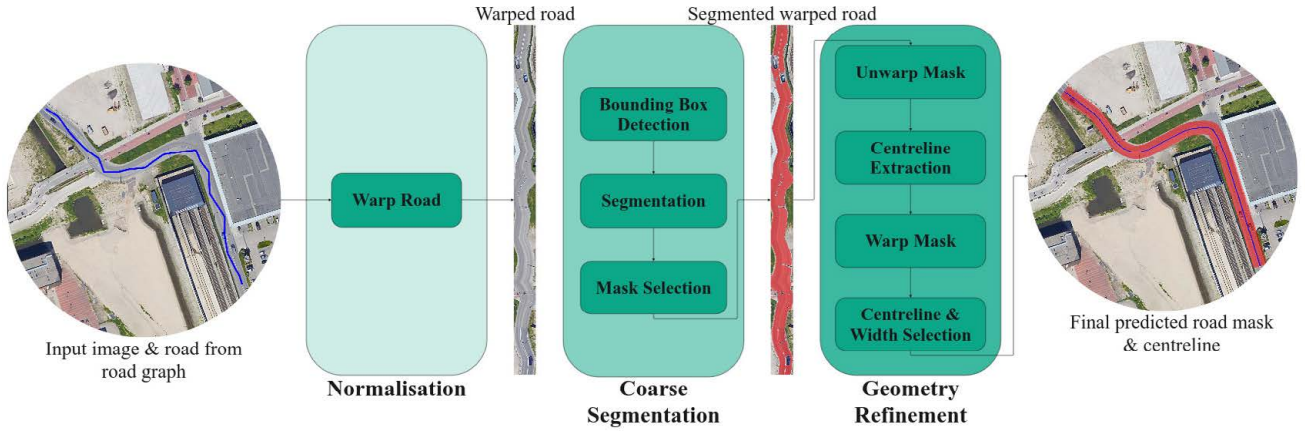 Warped road
Segmented warped road
Input image & road from
road graph
Warp Road
Normalisation
Bounding Box
Detection
Segmentation
Mask Selection
Coarse
Segmentation
Unwarp Mask
Centreline
Extraction
Warp Mask
Centreline &
Width Selection
Geometry
Refinement
Final predicted road mask
& centreline